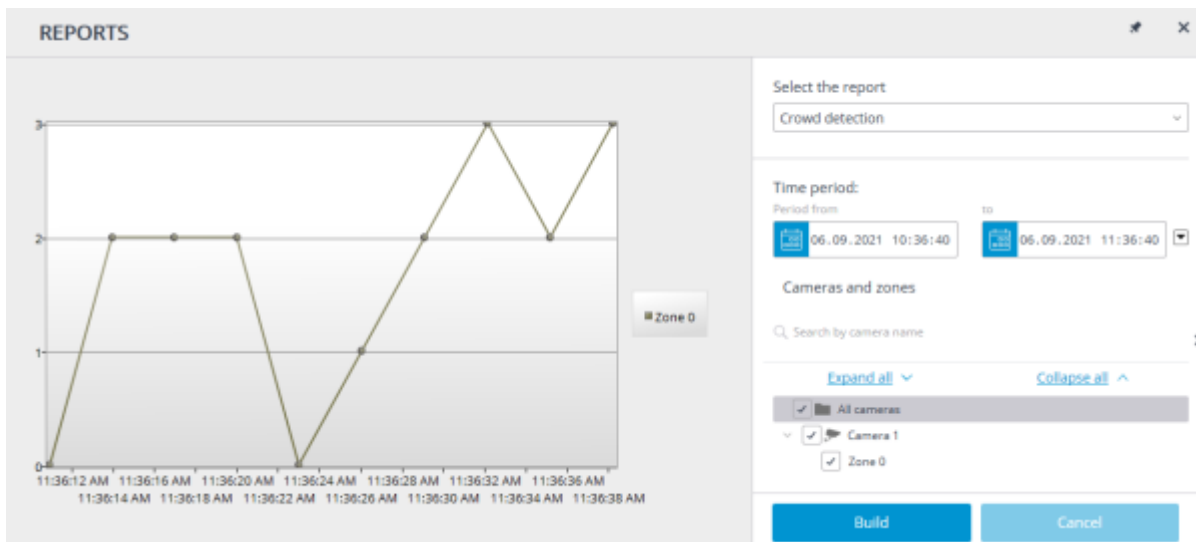 REPORTS
3
2
1
0
11:36:12 AM 11:36:16 AM 11:36:20 AM 11:36:24 AM 11:36:28 AM 11:36:32 AM 11:36:36 AM
11:36:14 AM 11:36:18 AM 11:36:22 AM 11:36:26 AM 11:36:30 AM 11:36:34 AM 11:36:38 AM
Zone 0
Select the report
Crowd detection
Time period:
Period from to
06.09.2021 10:36:40 06.09.2021 11:36:40
Cameras and zones
Search by camera name
Expand all Collapse all
All cameras
Camera 1
Zone 0
Build Cancel